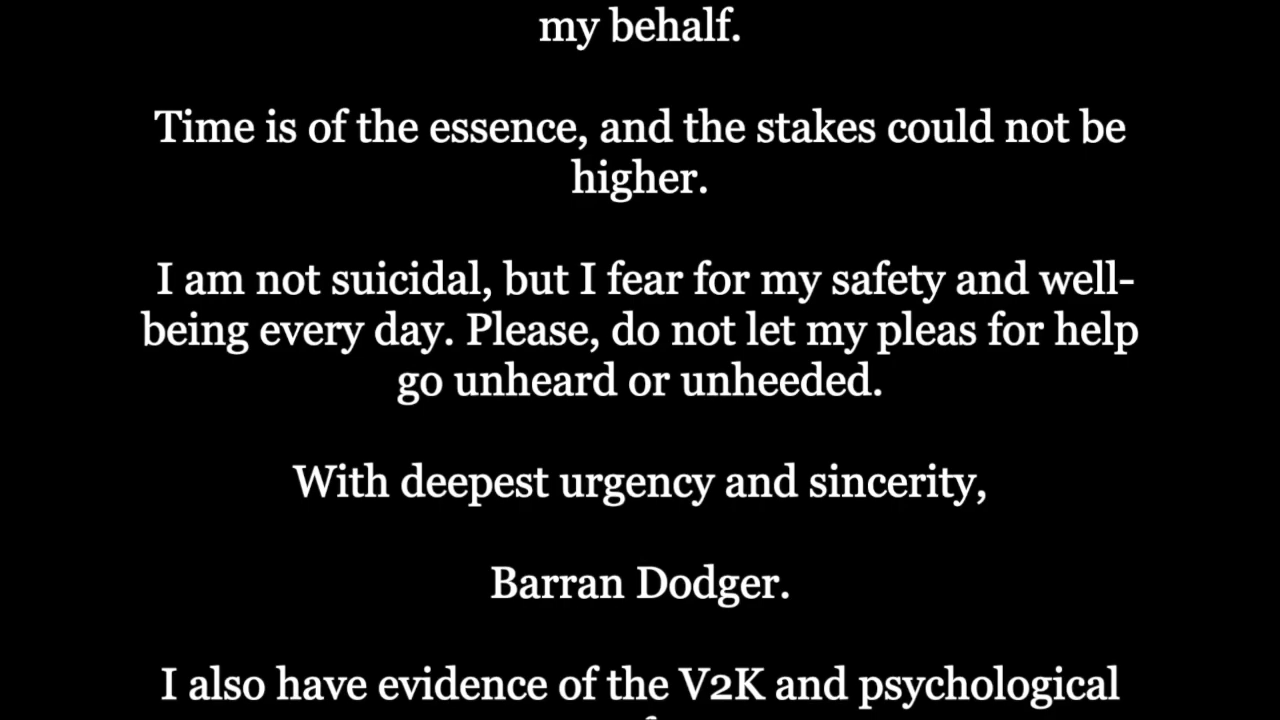 my behalf.
Time is of the essence, and the stakes could not be
higher.
I am not suicidal, but I fear for my safety and well-
being every day. Please, do not let my pleas for help
go unheard or unheeded.
With deepest urgency and sincerity,
Barran Dodger.
I also have evidence of the V2K and psychological